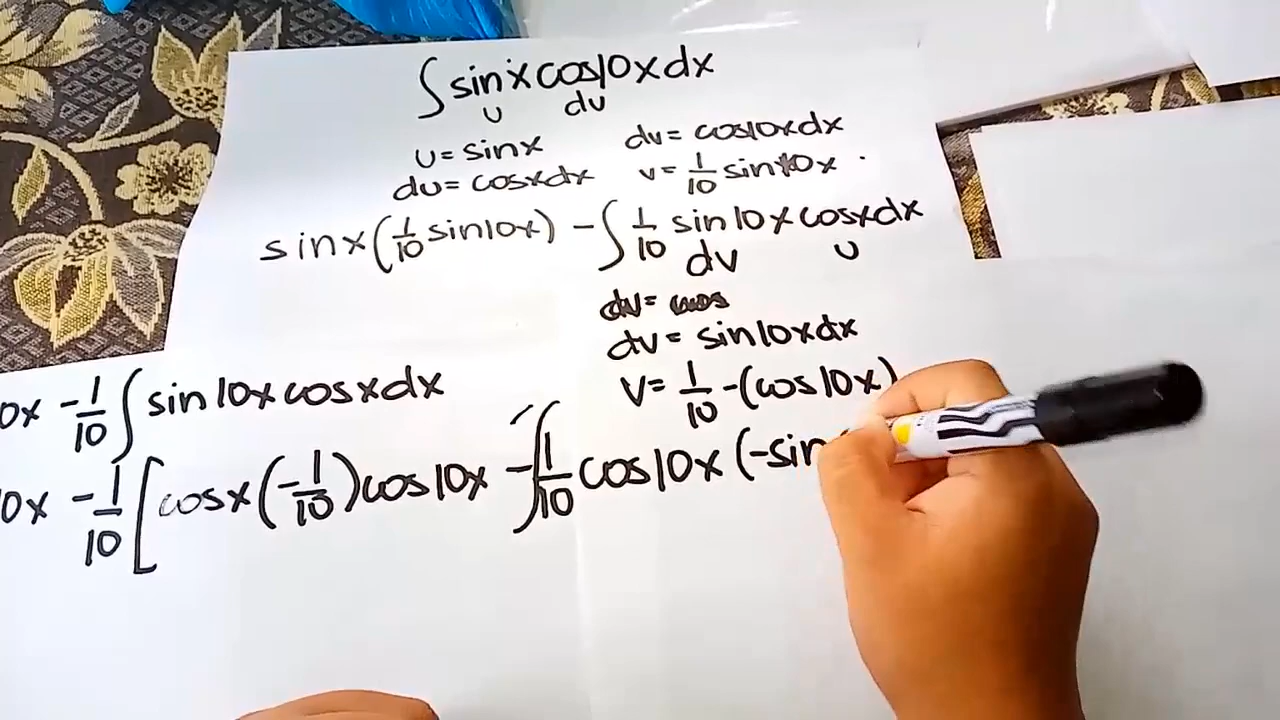 ∫ sin x cos10x dx
u dv
u = sinx dv = cos10x dx
du = cosx dx v = 1/10 sin10x
sinx (1/10 sin10x) - ∫ 1/10 sin10x cosx dx
dv u
dv = cos
dv = sin10x dx
0x - 1/10 ∫ sin10x cosx dx v = 1/10 -(cos10x)
0x - 1/10 [ cosx (-1/10) cos10x - ∫ 1/10 cos10x (-sin